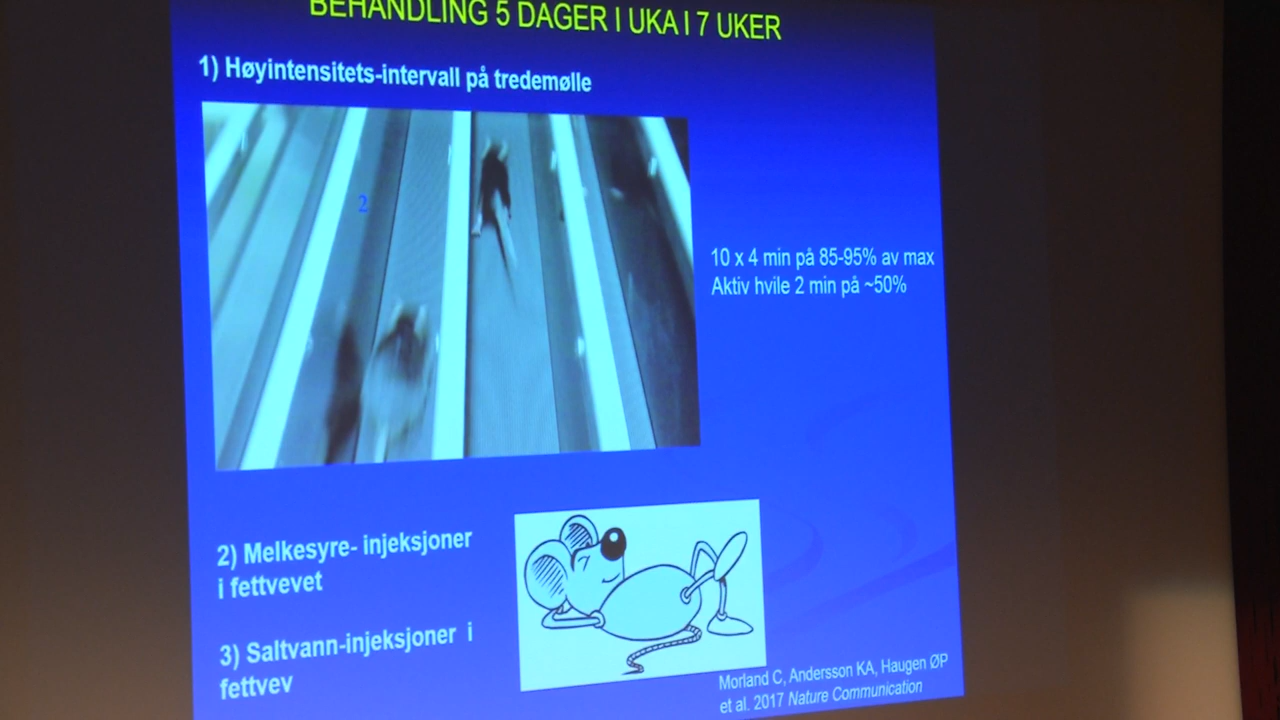 BEHANDLING 5 DAGER I UKA I 7 UKER
1) Høyintensitets-intervall på tredemølle
2
10 x 4 min på 85-95% av max
Aktiv hvile 2 min på ~50%
2) Melkesyre- injeksjoner
i fettvevet
3) Saltvann-injeksjoner i
fettvev
Morland C, Andersson KA, Haugen ØP
et al. 2017 Nature Communication